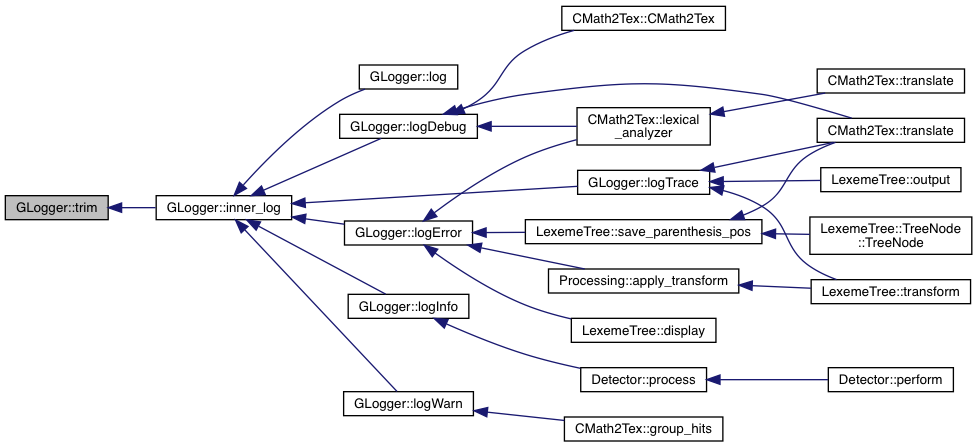 CMath2Tex::CMath2Tex
GLogger::log
CMath2Tex::translate
GLogger::logDebug
CMath2Tex::lexical
_analyzer
CMath2Tex::translate
GLogger::logTrace
LexemeTree::output
GLogger::trim
GLogger::inner_log
GLogger::logError
LexemeTree::save_parenthesis_pos
LexemeTree::TreeNode
::TreeNode
Processing::apply_transform
LexemeTree::transform
GLogger::logInfo
LexemeTree::display
Detector::process
Detector::perform
GLogger::logWarn
CMath2Tex::group_hits